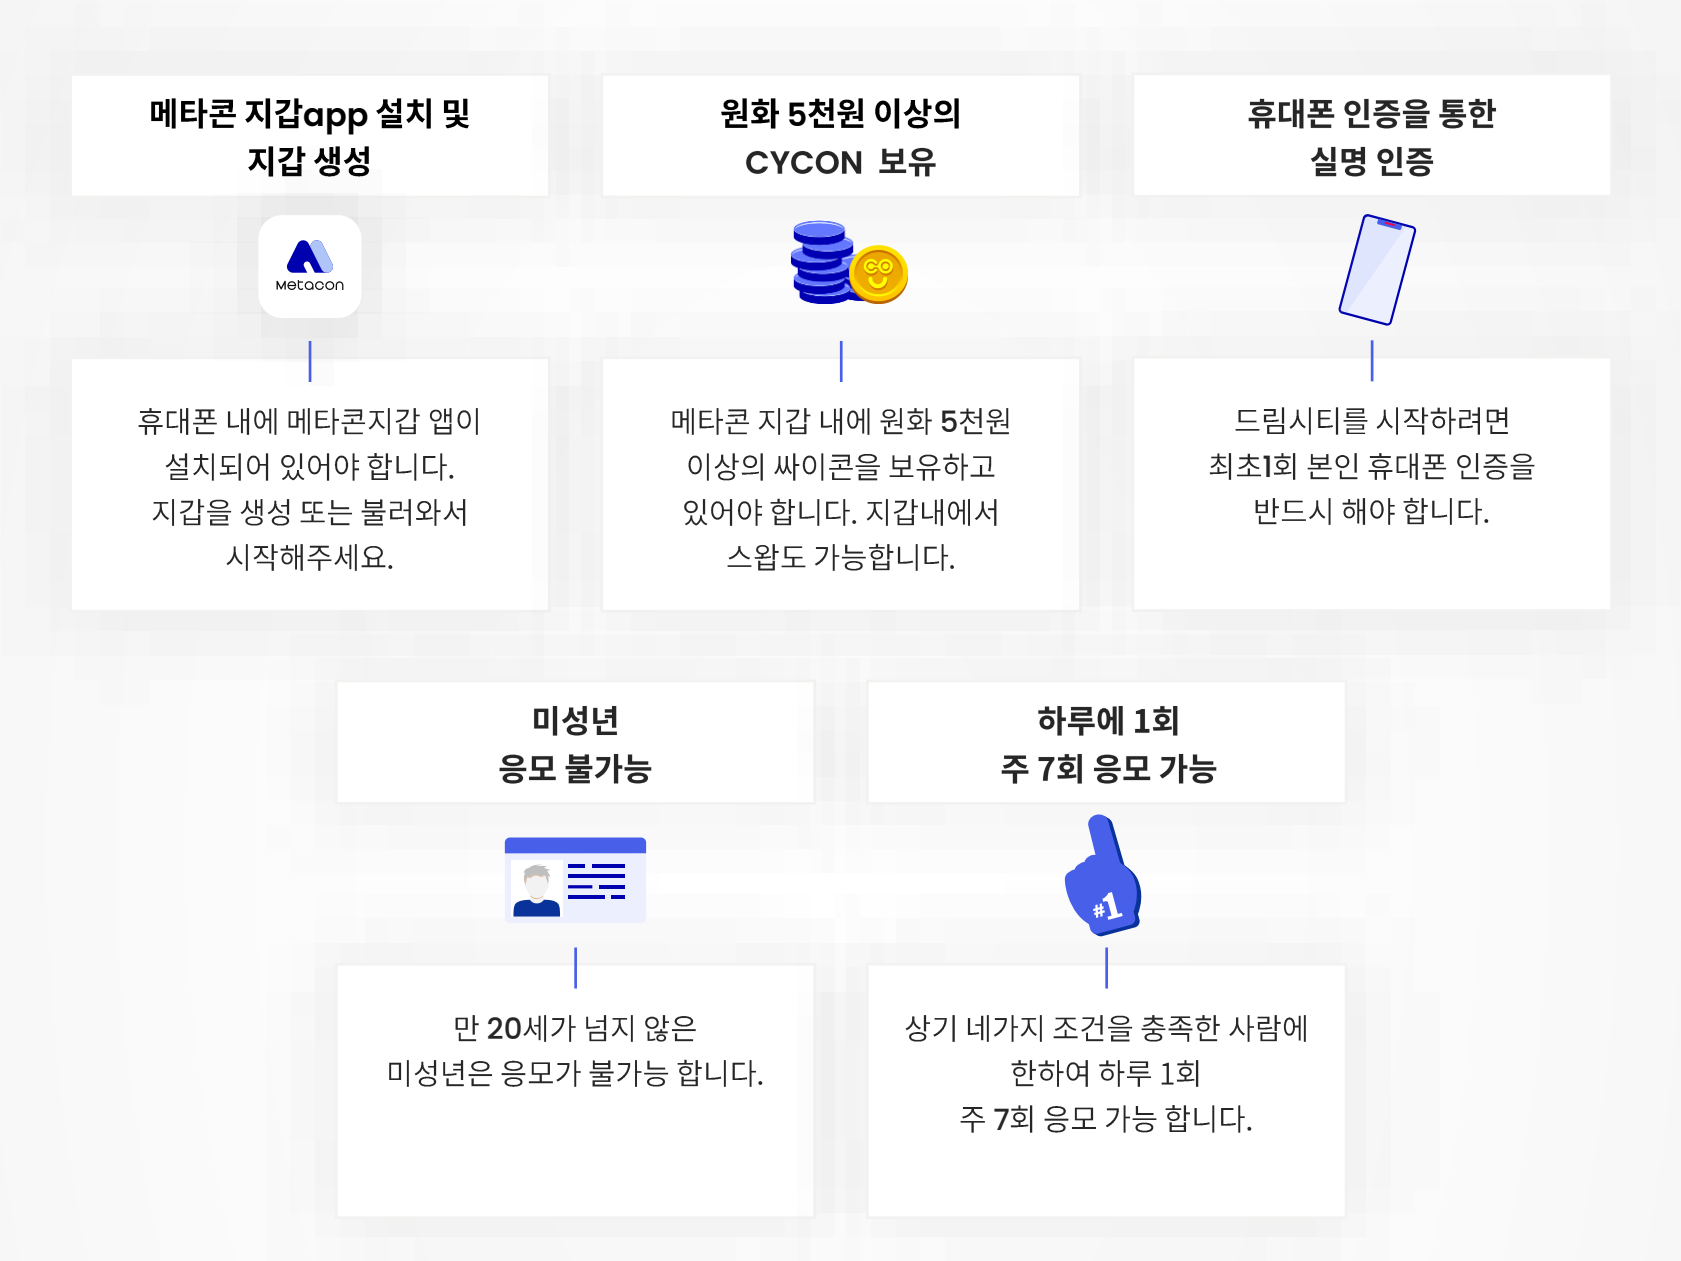 메타콘 지갑app 설치 및
지갑 생성
Metacon
휴대폰 내에 메타콘지갑 앱이
설치되어 있어야 합니다.
지갑을 생성 또는 불러와서
시작해주세요.
원화 5천원 이상의
CYCON 보유
메타콘 지갑 내에 원화 5천원
이상의 싸이콘을 보유하고
있어야 합니다. 지갑내에서
스왑도 가능합니다.
휴대폰 인증을 통한
실명 인증
드림시티를 시작하려면
최초1회 본인 휴대폰 인증을
반드시 해야 합니다.
미성년
응모 불가능
만 20세가 넘지 않은
미성년은 응모가 불가능 합니다.
하루에 1회
주 7회 응모 가능
#1
상기 네가지 조건을 충족한 사람에
한하여 하루 1회
주 7회 응모 가능 합니다.